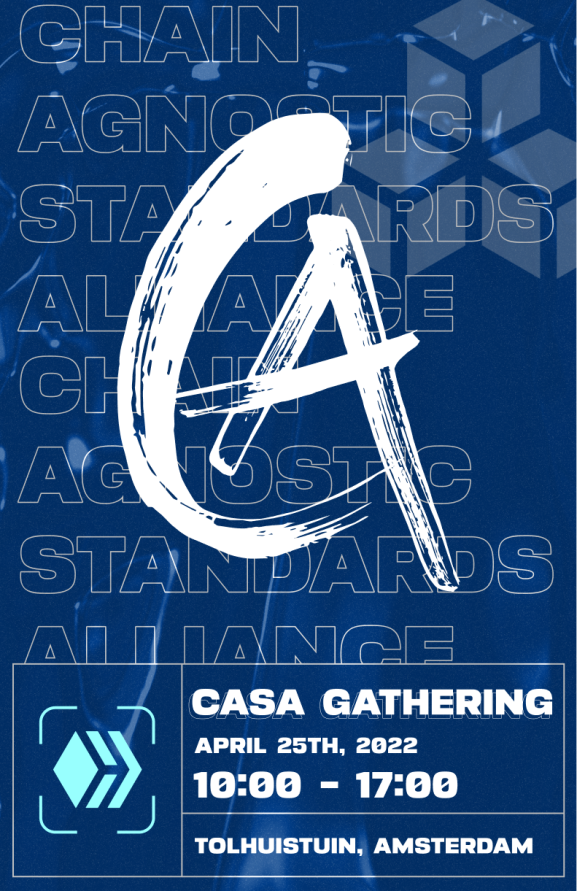 CHAIN
AGNOSTIC
STANDARDS
ALLIANCE
CHAIN
AGNOSTIC
STANDARDS
ALLIANCE
CA
CASA GATHERING
APRIL 25TH, 2022
10:00 - 17:00
TOLHUISTUIN, AMSTERDAM